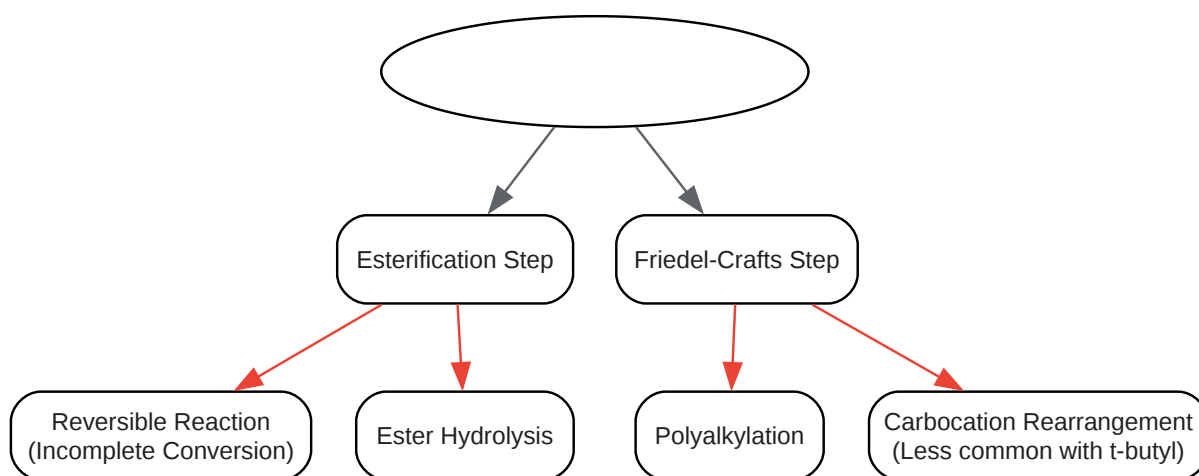 Esterification Step
Friedel-Crafts Step
Reversible Reaction
(Incomplete Conversion)
Ester Hydrolysis
Polyalkylation
Carbocation Rearrangement
(Less common with t-butyl)